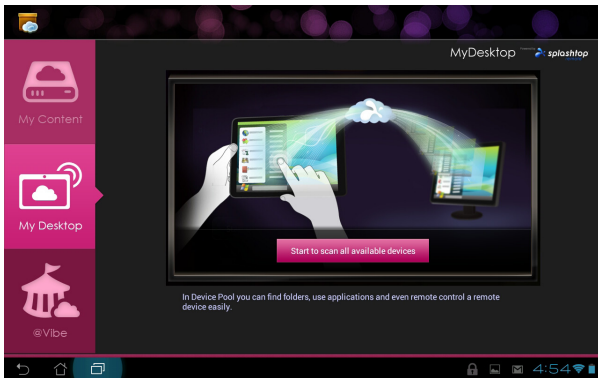 MyDesktop
splashtop
My Content
My Desktop
@Vibe
Start to scan all available devices
In Device Pool you can find folders, use applications and even remote control a remote
device easily.
4:54